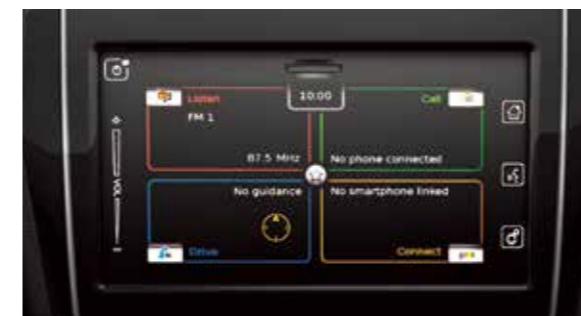 Listen
10:00
Call
FM 1
87.5 MHz
No phone connected
VOL
No guidance
No smartphone linked
Drive
Connect